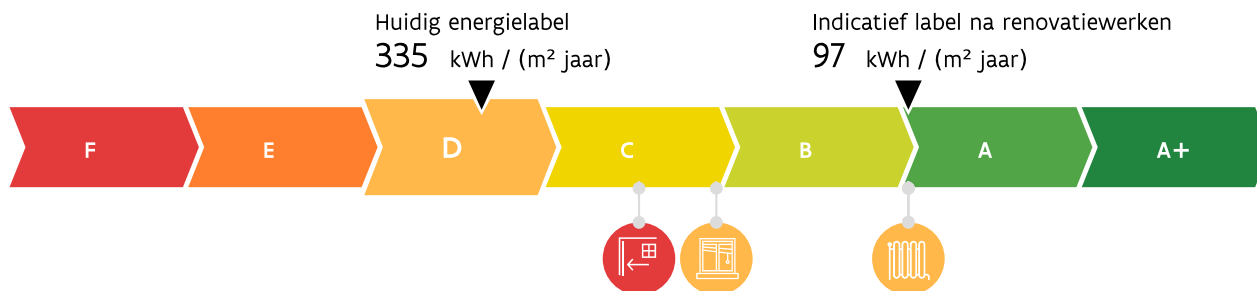 Huidig energielabel
335 kWh / (m² jaar)
Indicatief label na renovatiewerken
97 kWh / (m² jaar)
F E D C B A A+